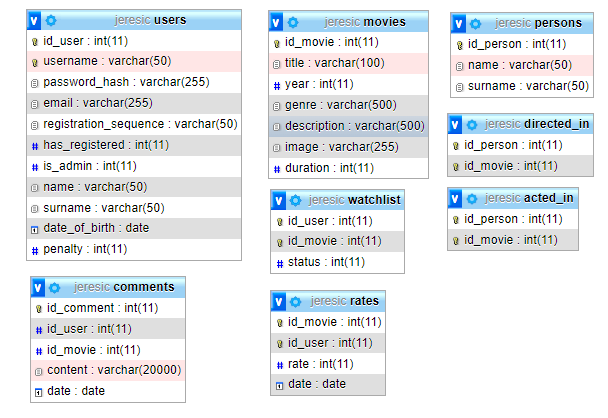 jeresic users
id_user : int(11)
username : varchar(50)
password_hash : varchar(255)
email : varchar(255)
registration_sequence : varchar(50)
has_registered : int(11)
is_admin : int(11)
name : varchar(50)
surname : varchar(50)
date_of_birth : date
penalty : int(11)
jeresic movies
id_movie : int(11)
title : varchar(100)
year : int(11)
genre : varchar(500)
description : varchar(500)
image : varchar(255)
duration : int(11)
jeresic persons
id_person : int(11)
name : varchar(50)
surname : varchar(50)
jeresic directed_in
id_person : int(11)
id_movie : int(11)
jeresic acted_in
id_person : int(11)
id_movie : int(11)
jeresic watchlist
id_user : int(11)
id_movie : int(11)
status : int(11)
jeresic comments
id_comment : int(11)
id_user : int(11)
id_movie : int(11)
content : varchar(20000)
date : date
jeresic rates
id_movie : int(11)
id_user : int(11)
rate : int(11)
date : date